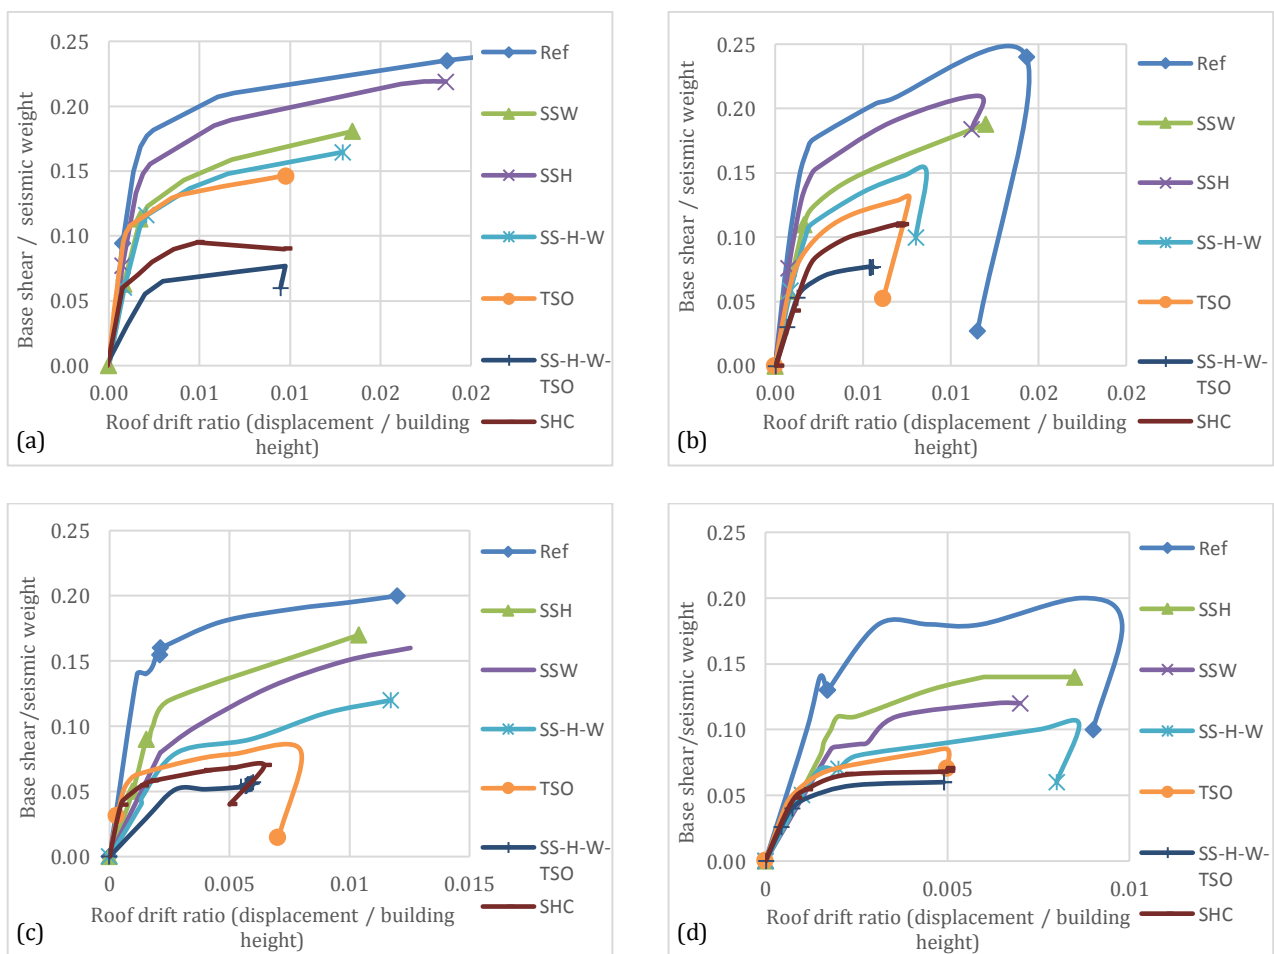 0.25
0.20
0.15
0.10
0.05
0.00
Base shear / seismic weight
0.00
0.01
0.01
0.02
0.02
Roof drift ratio (displacement / building
height)
(a)
Ref
SSW
SSH
SS-H-W
TSO
SS-H-W-
TSO
SHC
0.25
0.20
0.15
0.10
0.05
0.00
Base shear / seismic weight
0.00
0.01
0.01
0.02
0.02
Roof drift ratio (displacement / building
height)
(b)
Ref
SSW
SSH
SS-H-W
TSO
SS-H-W-
TSO
SHC
0.25
0.20
0.15
0.10
0.05
0.00
Base shear/seismic weight
0
0.005
0.01
0.015
Roof drift ratio (displacement / building
height)
(c)
Ref
SSH
SSW
SS-H-W
TSO
SS-H-W-
TSO
SHC
0.25
0.20
0.15
0.10
0.05
0.00
Base shear/seismic weight
0
0.005
0.01
Roof drift ratio (displacement / building
height)
(d)
Ref
SSH
SSW
SS-H-W
TSO
SS-H-W-
TSO
SHC